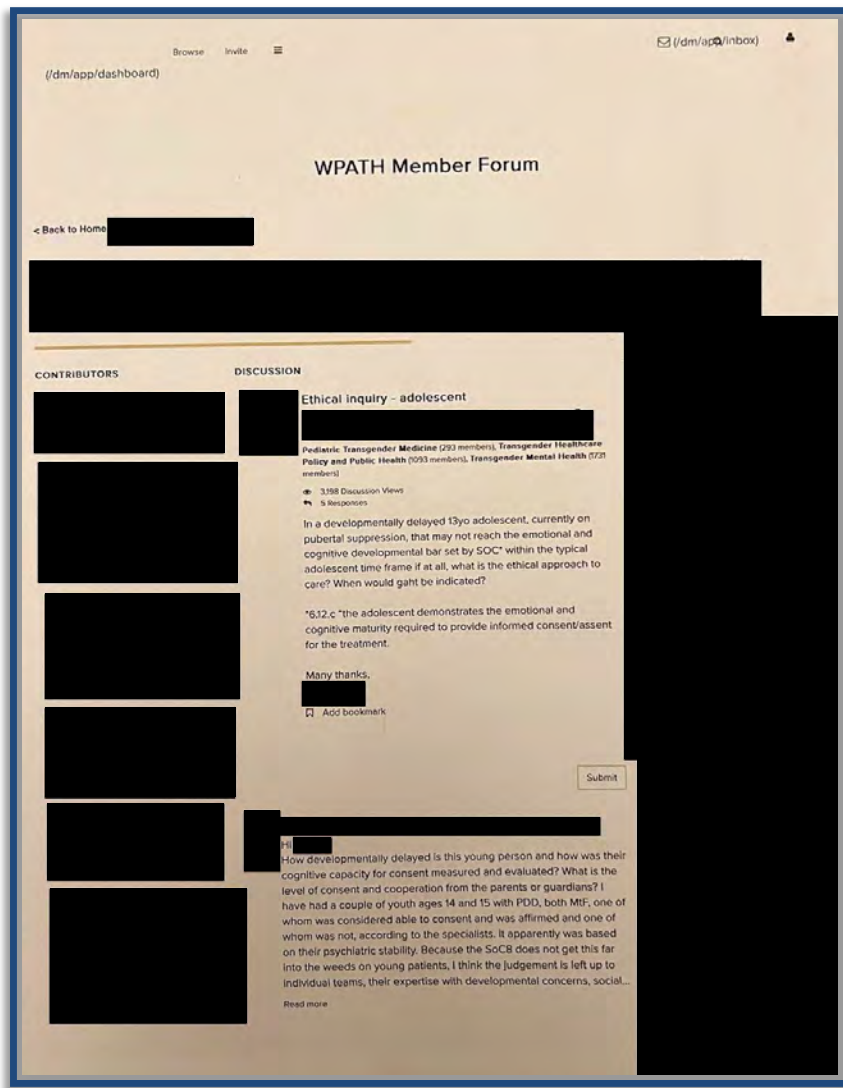 Browse Invite
(/dm/app/inbox)
(/dm/app/dashboard)
WPATH Member Forum
< Back to Home
CONTRIBUTORS
DISCUSSION
Ethical inquiry - adolescent
Pediatric Transgender Medicine (293 members), Transgender Healthcare
Policy and Public Health (1093 members), Transgender Mental Health (1731
members)
3,198 Discussion Views
5 Responses
In a developmentally delayed 13yo adolescent, currently on
pubertal suppression, that may not reach the emotional and
cognitive developmental bar set by SOC* within the typical
adolescent time frame if at all, what is the ethical approach to
care? When would gaht be indicated?
*6.12.c "the adolescent demonstrates the emotional and
cognitive maturity required to provide informed consent/assent
for the treatment.
Many thanks,
Add bookmark
Submit
Hi
How developmentally delayed is this young person and how was their
cognitive capacity for consent measured and evaluated? What is the
level of consent and cooperation from the parents or guardians? I
have had a couple of youth ages 14 and 15 with PDD, both MtF, one of
whom was considered able to consent and was affirmed and one of
whom was not, according to the specialists. It apparently was based
on their psychiatric stability. Because the SoC8 does not get this far
into the weeds on young patients, I think the judgement is left up to
individual teams, their expertise with developmental concerns, social...
Read more